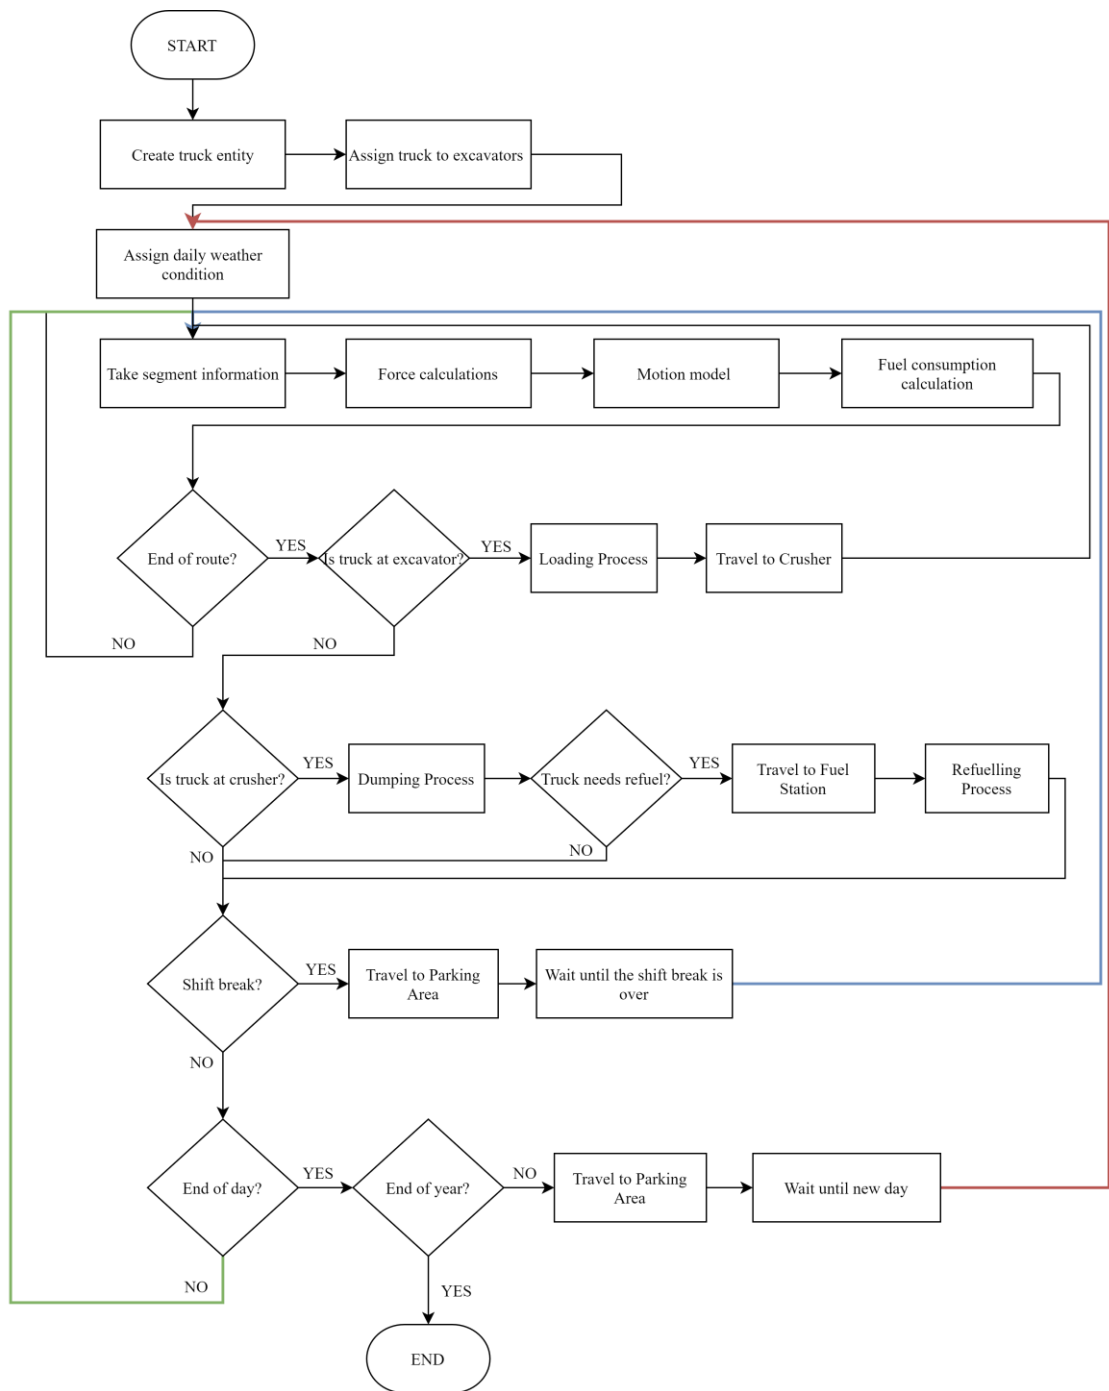 START
Create truck entity
Assign truck to excavators
Assign daily weather
condition
Take segment information
Force calculations
Motion model
Fuel consumption
calculation
End of route?
YES
Is truck at excavator?
YES
Loading Process
Travel to Crusher
NO
NO
Is truck at crusher?
YES
Dumping Process
Truck needs refuel?
YES
Travel to Fuel
Station
Refuelling
Process
NO
NO
Shift break?
YES
Travel to Parking
Area
Wait until the shift break is
over
NO
End of day?
YES
End of year?
NO
Travel to Parking
Area
Wait until new day
NO
YES
END